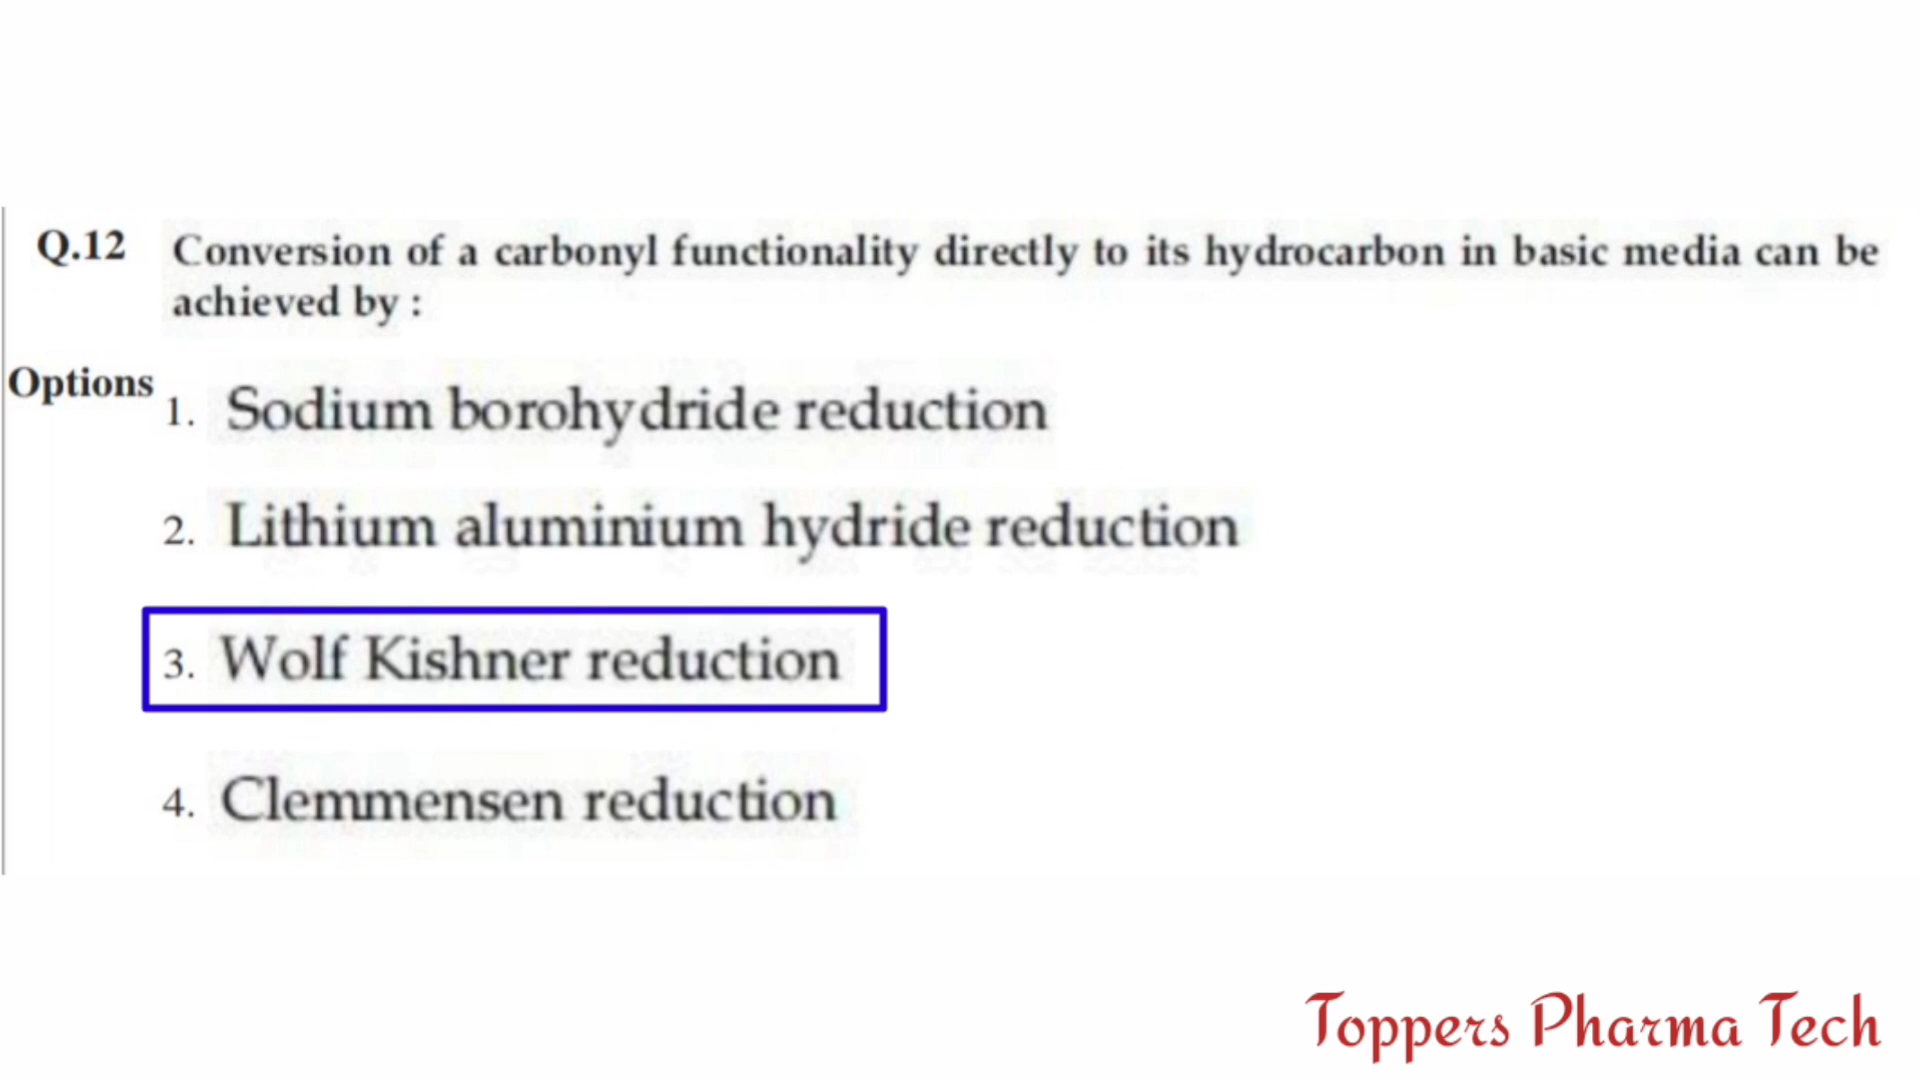 Q.12 Conversion of a carbonyl functionality directly to its hydrocarbon in basic media can be
achieved by :
Options
1. Sodium borohydride reduction
2. Lithium aluminium hydride reduction
3. Wolf Kishner reduction
4. Clemmensen reduction
Toppers Pharma Tech